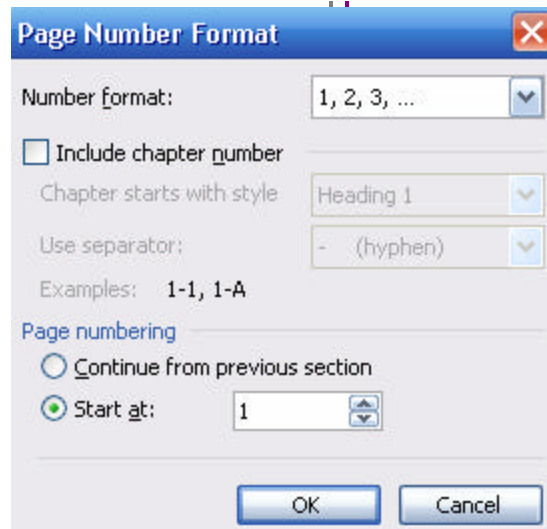 Page Number Format
Number format: 1, 2, 3, ...
Include chapter number
Chapter starts with style Heading 1
Use separator: - (hyphen)
Examples: 1-1, 1-A
Page numbering
Continue from previous section
Start at: 1
OK Cancel